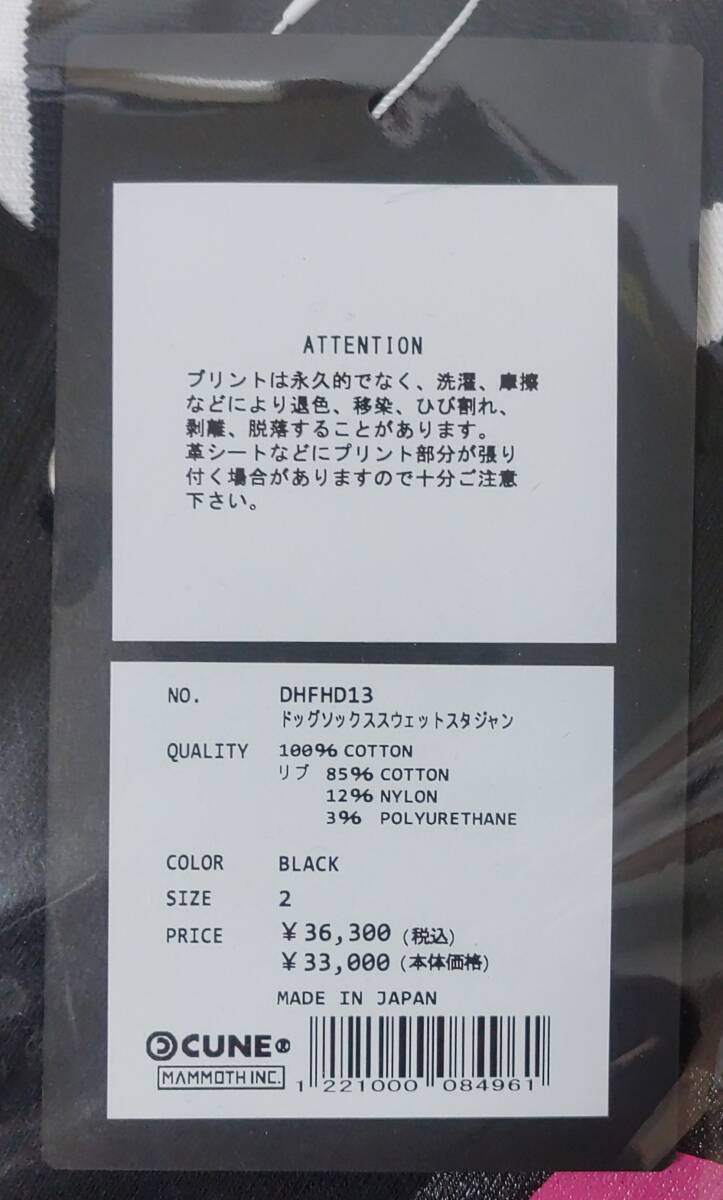 ATTENTION
プリントは永久的でなく、洗濯、摩擦
などにより退色、移染、ひび割れ、
剥離、脱落することがあります。
革シートなどにプリント部分が張り
付く場合がありますので十分ご注意
下さい。
NO. DHFHD13
ドッグソックススウェットスタジャン
QUALITY 100% COTTON
リブ 85% COTTON
12% NYLON
3% POLYURETHANE
COLOR BLACK
SIZE 2
PRICE ¥36,300 (税込)
¥33,000 (本体価格)
MADE IN JAPAN
CUNE®
MAMMOTH INC.
1 221000 084961